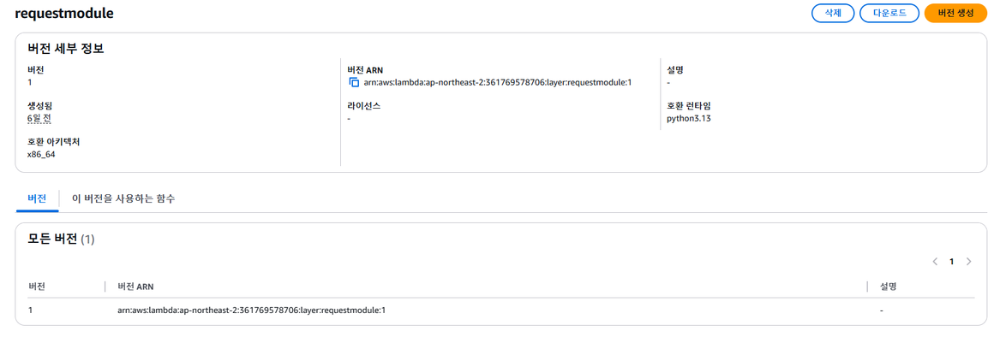 requestmodule
삭제
다운로드
버전 생성
버전 세부 정보
버전
1
버전 ARN
arn:aws:lambda:ap-northeast-2:361769578706:layer:requestmodule:1
설명
-
생성됨
6일 전
라이선스
-
호환 런타임
python3.13
호환 아키텍처
x86_64
버전
이 버전을 사용하는 함수
모든 버전 (1)
1
버전
버전 ARN
설명
1
arn:aws:lambda:ap-northeast-2:361769578706:layer:requestmodule:1
-